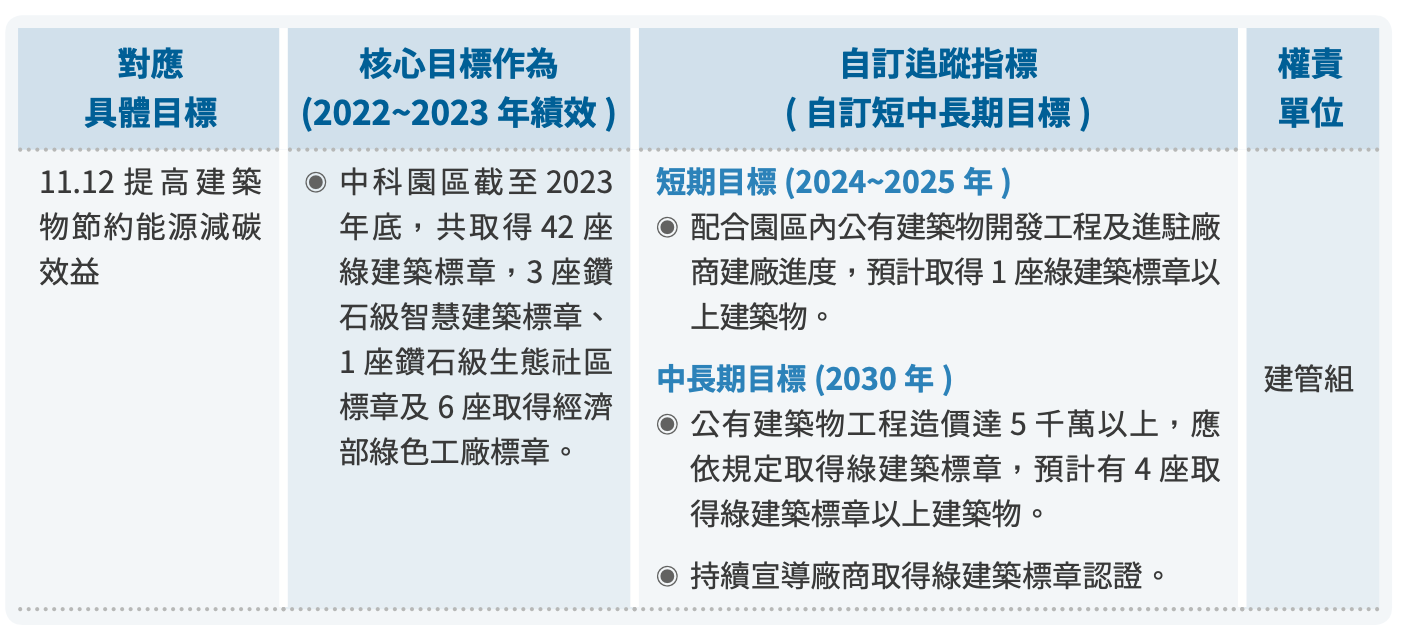 對應
具體目標
核心目標作為
(2022~2023 年績效 )
自訂追蹤指標
( 自訂短中長期目標 )
權責
單位
11.12 提高建築
物節約能源減碳
效益
◉ 中科園區截至 2023
年底，共取得 42 座
綠建築標章，3 座鑽
石級智慧建築標章、
1 座鑽石級生態社區
標章及 6 座取得經濟
部綠色工廠標章。
短期目標 (2024~2025 年 )
◉ 配合園區內公有建築物開發工程及進駐廠
商建廠進度，預計取得 1 座綠建築標章以
上建築物。
中長期目標 (2030 年 )
◉ 公有建築物工程造價達 5 千萬以上，應
依規定取得綠建築標章，預計有 4 座取
得綠建築標章以上建築物。
◉ 持續宣導廠商取得綠建築標章認證。
建管組